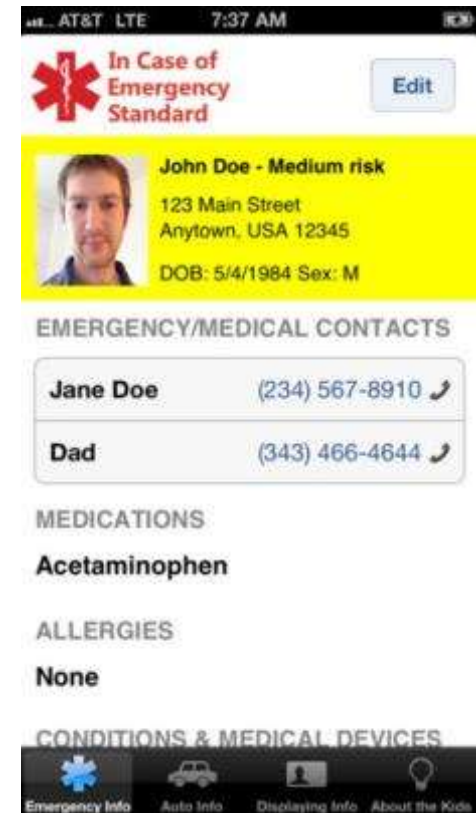 AT&T LTE 7:37 AM
In Case of
Emergency
Standard
Edit
John Doe - Medium risk
123 Main Street
Anytown, USA 12345
DOB: 5/4/1984 Sex: M
EMERGENCY/MEDICAL CONTACTS
Jane Doe (234) 567-8910
Dad (343) 466-4644
MEDICATIONS
Acetaminophen
ALLERGIES
None
CONDITIONS & MEDICAL DEVICES
Emergency Info Auto Info Displaying Info About the Kids